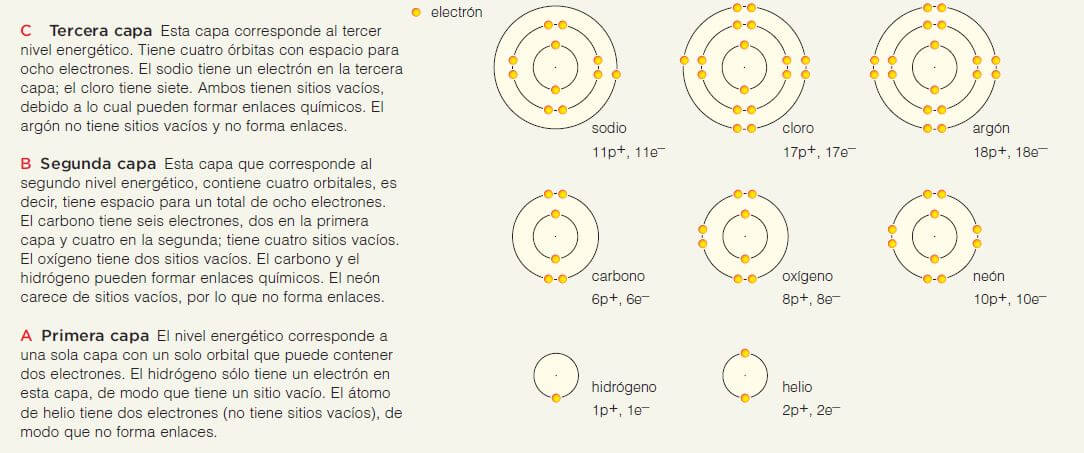 electrón
C Tercera capa Esta capa corresponde al tercer
nivel energético. Tiene cuatro órbitas con espacio para
ocho electrones. El sodio tiene un electrón en la tercera
capa; el cloro tiene siete. Ambos tienen sitios vacíos,
debido a lo cual pueden formar enlaces químicos. El
argón no tiene sitios vacíos y no forma enlaces.
sodio
11p+, 11e–
cloro
17p+, 17e–
argón
18p+, 18e–
B Segunda capa Esta capa que corresponde al
segundo nivel energético, contiene cuatro orbitales, es
decir, tiene espacio para un total de ocho electrones.
El carbono tiene seis electrones, dos en la primera
capa y cuatro en la segunda; tiene cuatro sitios vacíos.
El oxígeno tiene dos sitios vacíos. El carbono y el
hidrógeno pueden formar enlaces químicos. El neón
carece de sitios vacíos, por lo que no forma enlaces.
carbono
6p+, 6e–
oxígeno
8p+, 8e–
neón
10p+, 10e–
A Primera capa El nivel energético corresponde a
una sola capa con un solo orbital que puede contener
dos electrones. El hidrógeno sólo tiene un electrón en
esta capa, de modo que tiene un sitio vacío. El átomo
de helio tiene dos electrones (no tiene sitios vacíos), de
modo que no forma enlaces.
hidrógeno
1p+, 1e–
helio
2p+, 2e–